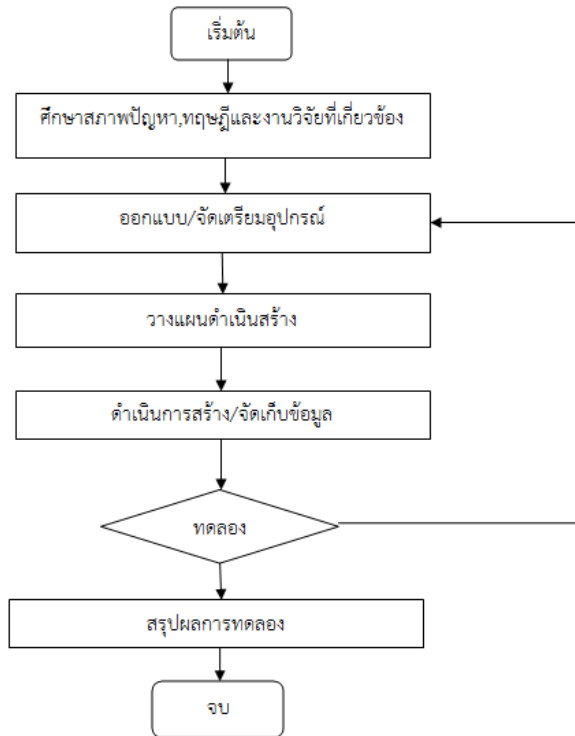 เริ่มต้น
ศึกษาสภาพปัญหา,ทฤษฎีและงานวิจัยที่เกี่ยวข้อง
ออกแบบ/จัดเตรียมอุปกรณ์
วางแผนดำเนินสร้าง
ดำเนินการสร้าง/จัดเก็บข้อมูล
ทดลอง
สรุปผลการทดลอง
จบ